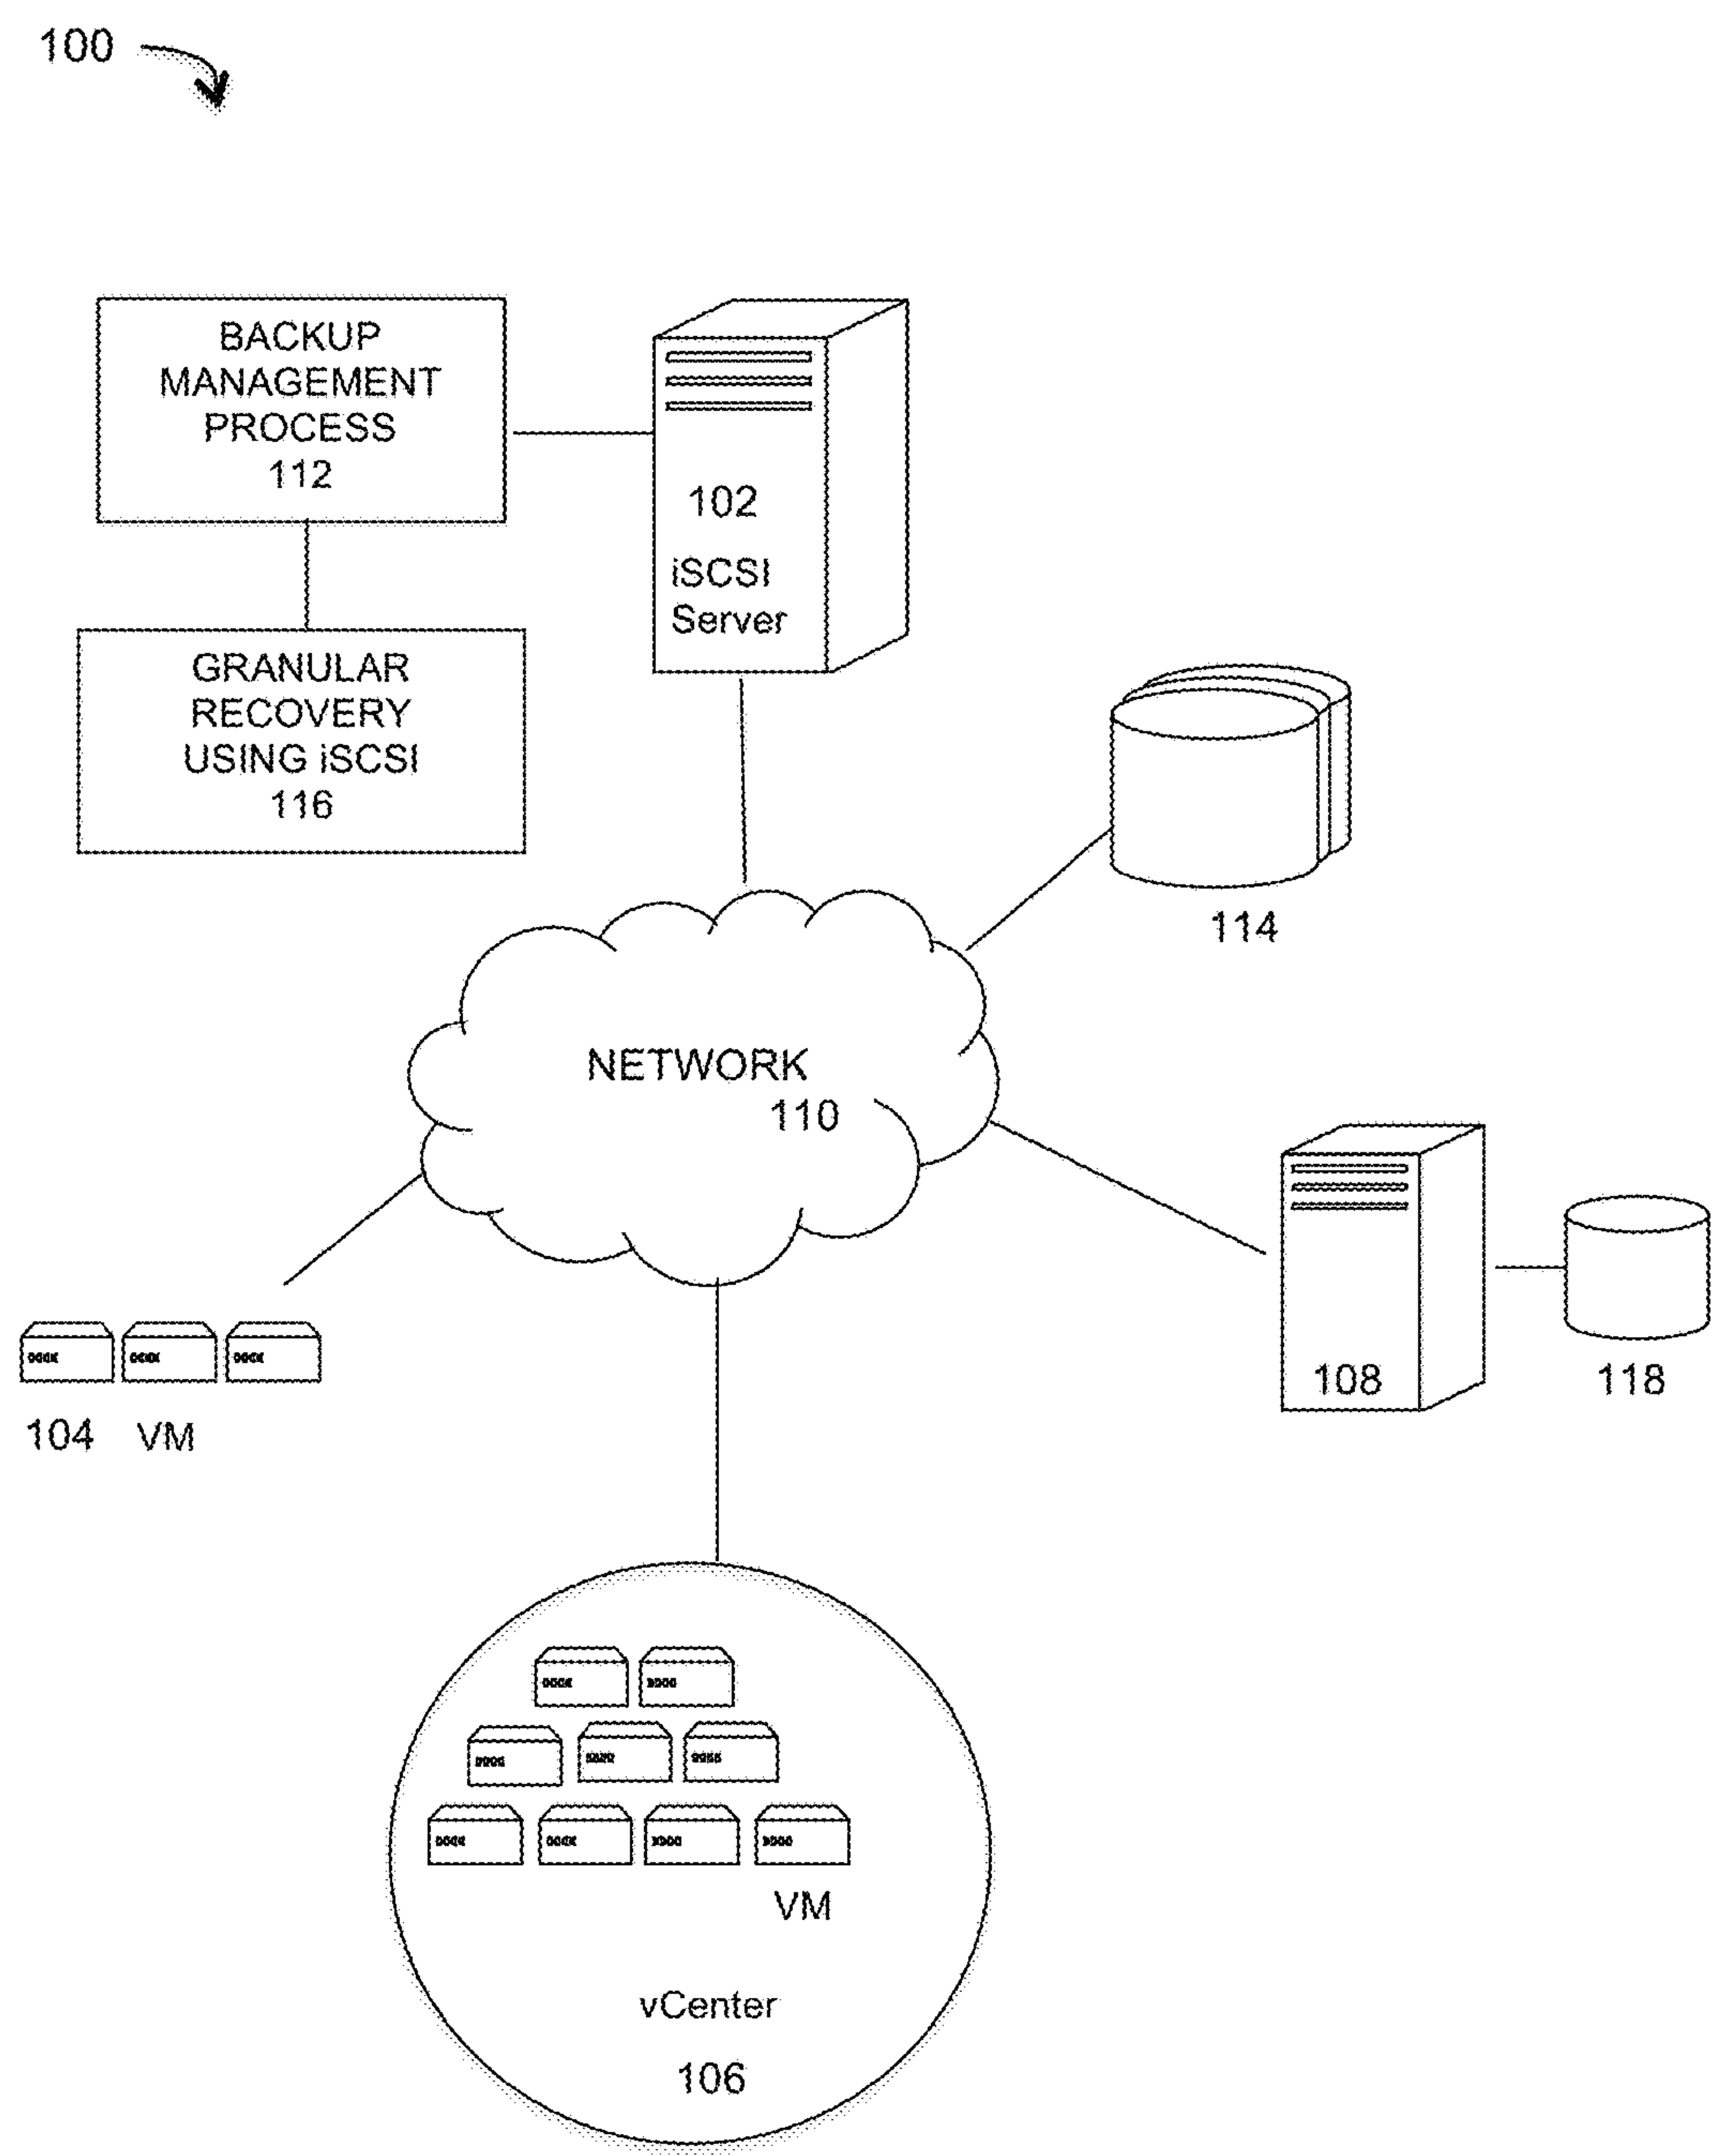 100
BACKUP
MANAGEMENT
PROCESS
112
102
iSCSI
Server
GRANULAR
RECOVERY
USING iSCSI
116
114
NETWORK
110
108
118
104 VM
VM
vCenter
106